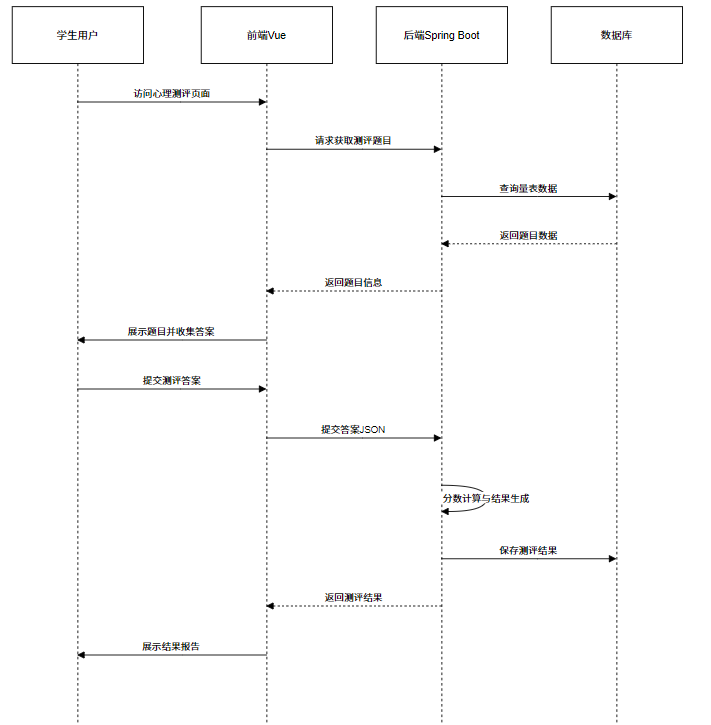 学生用户
前端Vue
后端Spring Boot
数据库
访问心理测评页面
请求获取测评题目
查询量表数据
返回题目数据
返回题目信息
展示题目并收集答案
提交测评答案
提交答案JSON
分数计算与结果生成
保存测评结果
返回测评结果
展示结果报告